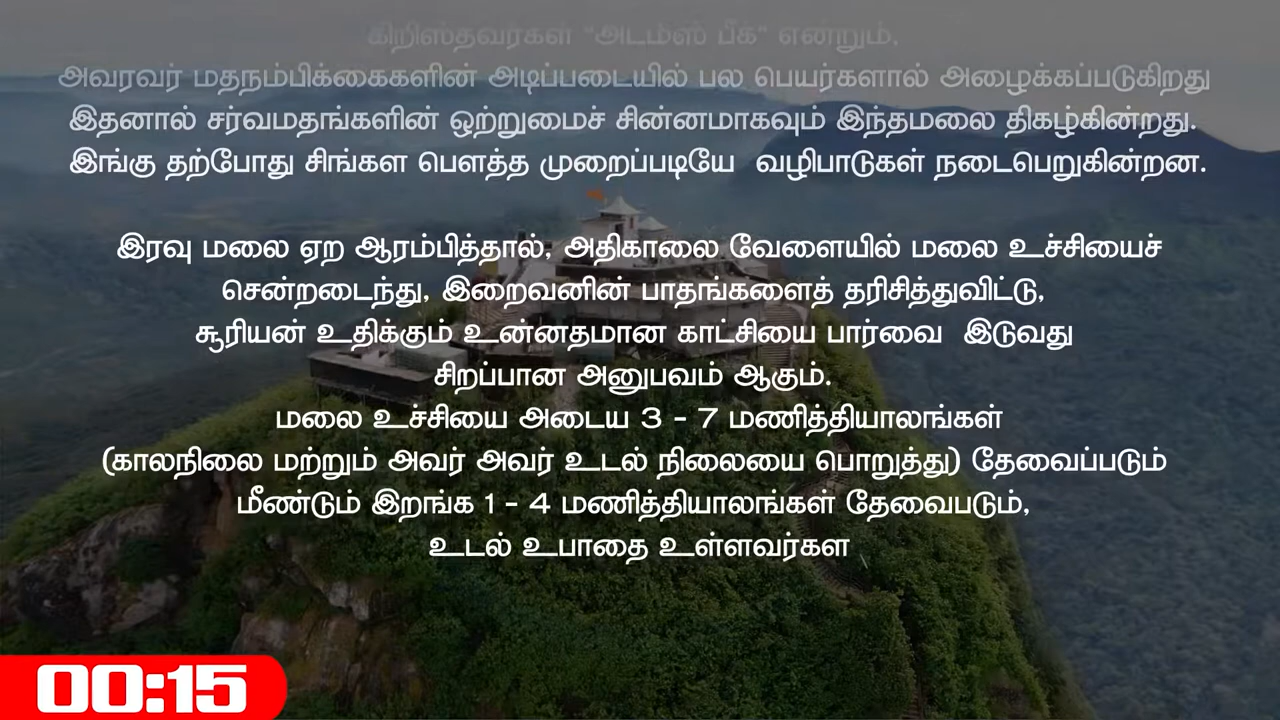 கிறிஸ்தவர்கள் "அடம்ஸ் பீக்" என்றும்,
அவரவர் மதநம்பிக்கைகளின் அடிப்படையில் பல பெயர்களால் அழைக்கப்படுகிறது
இதனால் சர்வமதங்களின் ஒற்றுமைச் சின்னமாகவும் இந்தமலை திகழ்கின்றது.
இங்கு தற்போது சிங்கள பௌத்த முறைப்படியே வழிபாடுகள் நடைபெறுகின்றன.
இரவு மலை ஏற ஆரம்பித்தால், அதிகாலை வேளையில் மலை உச்சியைச்
சென்றடைந்து, இறைவனின் பாதங்களைத் தரிசித்துவிட்டு,
சூரியன் உதிக்கும் உன்னதமான காட்சியை பார்வை இடுவது
சிறப்பான அனுபவம் ஆகும்.
மலை உச்சியை அடைய 3 - 7 மணித்தியாலங்கள்
(காலநிலை மற்றும் அவர் அவர் உடல் நிலையை பொறுத்து) தேவைப்படும்
மீண்டும் இறங்க 1 - 4 மணித்தியாலங்கள் தேவைபடும்,
உடல் உபாதை உள்ளவர்கள
00:15